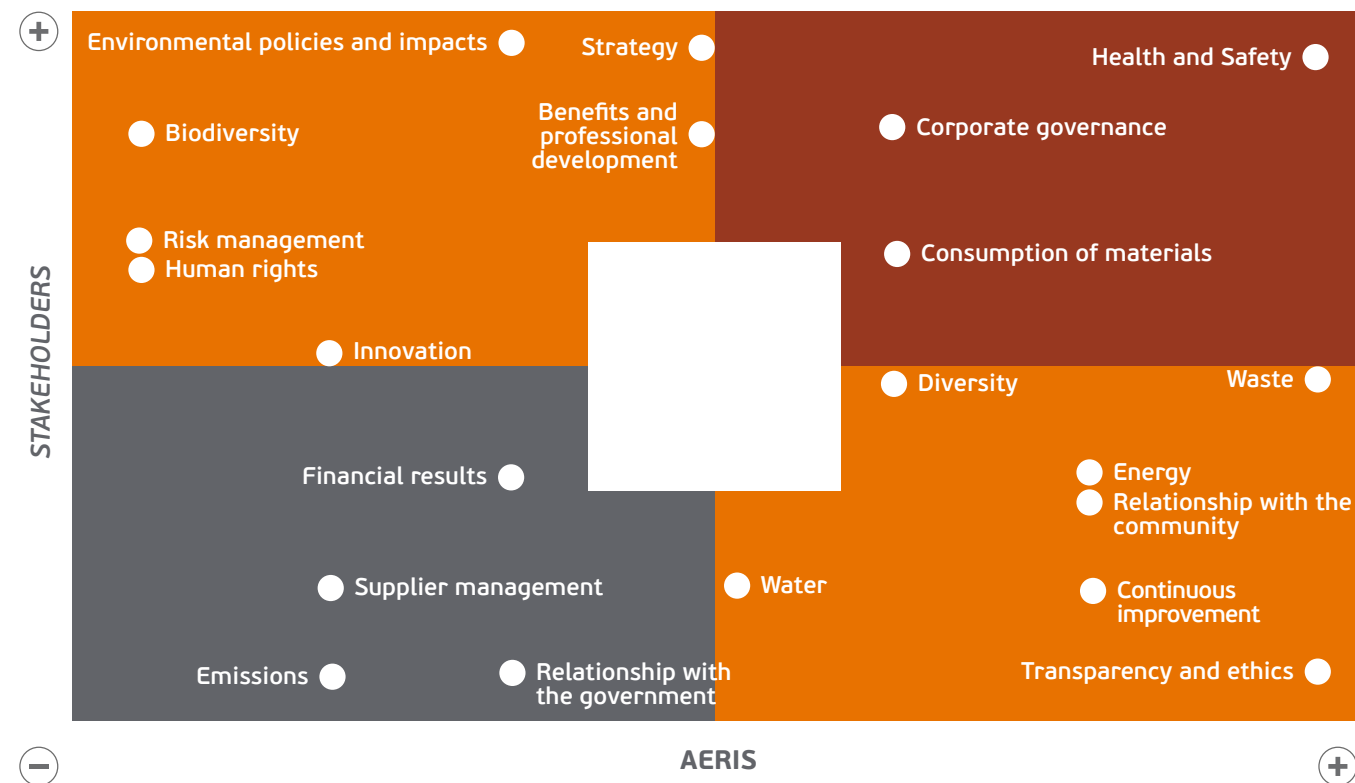 +
Environmental policies and impacts
Strategy
Health and Safety
Benefits and
professional
development
Biodiversity
Corporate governance
Risk management
Human rights
Consumption of materials
STAKEHOLDERS
Innovation
Diversity
Waste
Financial results
Energy
Relationship with the
community
Supplier management
Water
Continuous
improvement
Emissions
Relationship with
the government
Transparency and ethics
−
AERIS
+